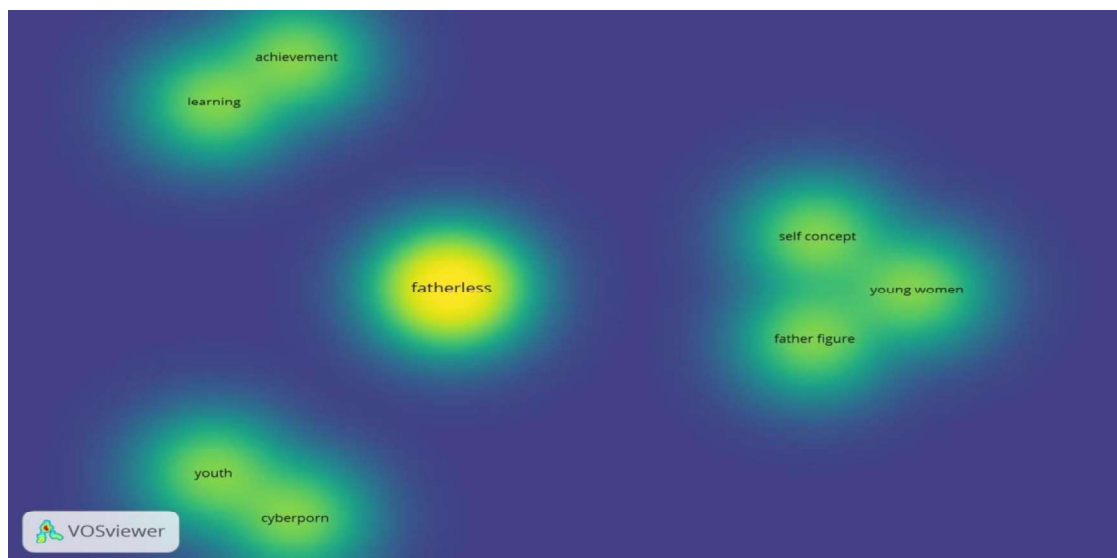 achievement
learning
self concept
fatherless
young women
father figure
youth
cyberporn
VOSviewer